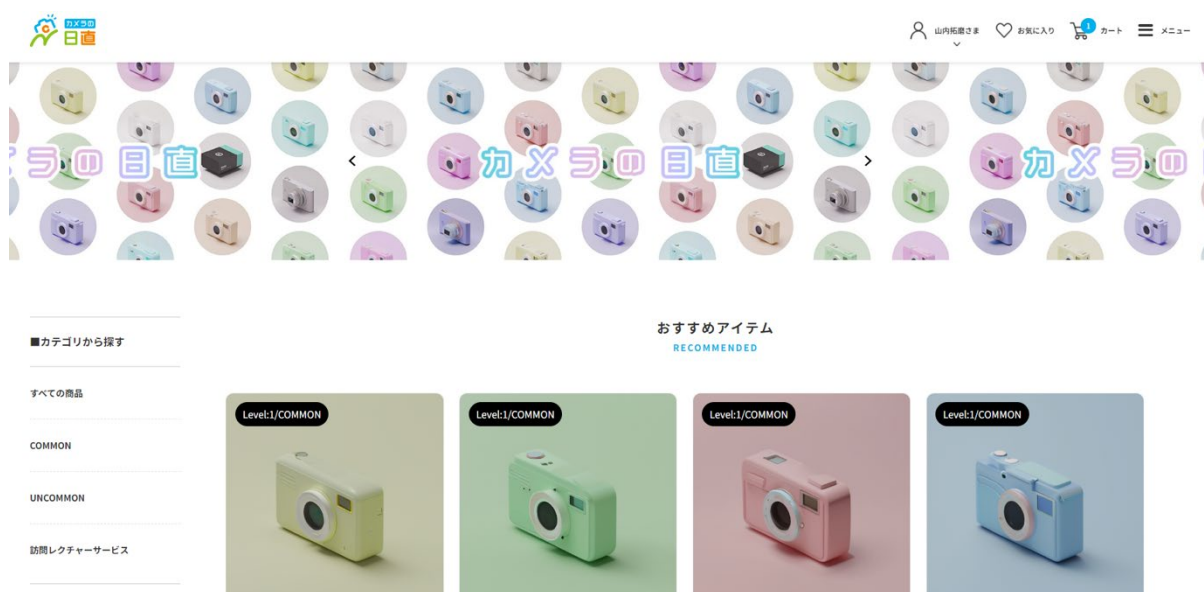 カメラの
日直
山内拓磨さま
お気に入り
1
カート
メニュー
ラの日直
カメラの日直
カメラの
■カテゴリから探す
すべての商品
COMMON
UNCOMMON
訪問レクチャーサービス
おすすめアイテム
RECOMMENDED
Level:1/COMMON
Level:1/COMMON
Level:1/COMMON
Level:1/COMMON